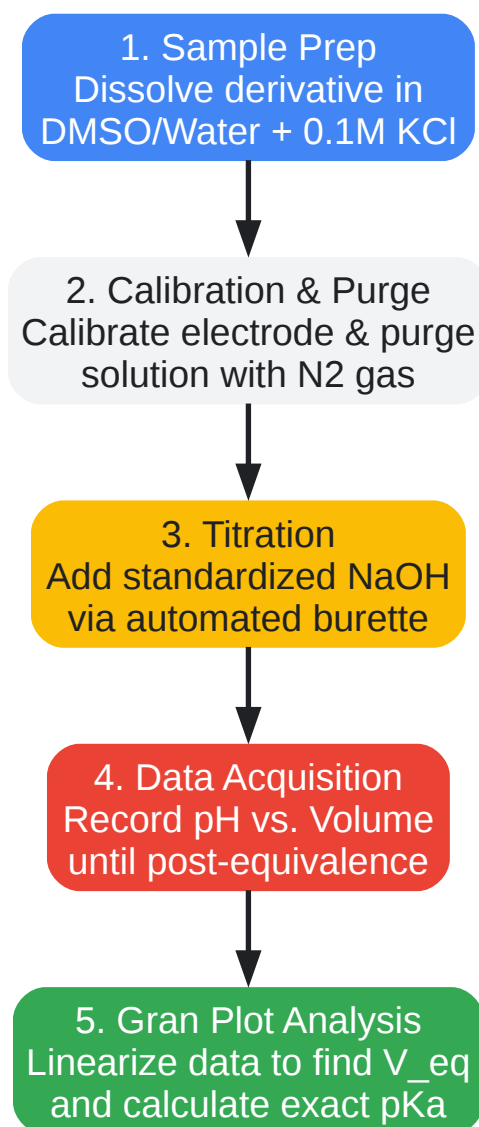 1. Sample Prep
Dissolve derivative in
DMSO/Water + 0.1M KCl
2. Calibration & Purge
Calibrate electrode & purge
solution with N2 gas
3. Titration
Add standardized NaOH
via automated burette
4. Data Acquisition
Record pH vs. Volume
until post-equivalence
5. Gran Plot Analysis
Linearize data to find V_eq
and calculate exact pKa